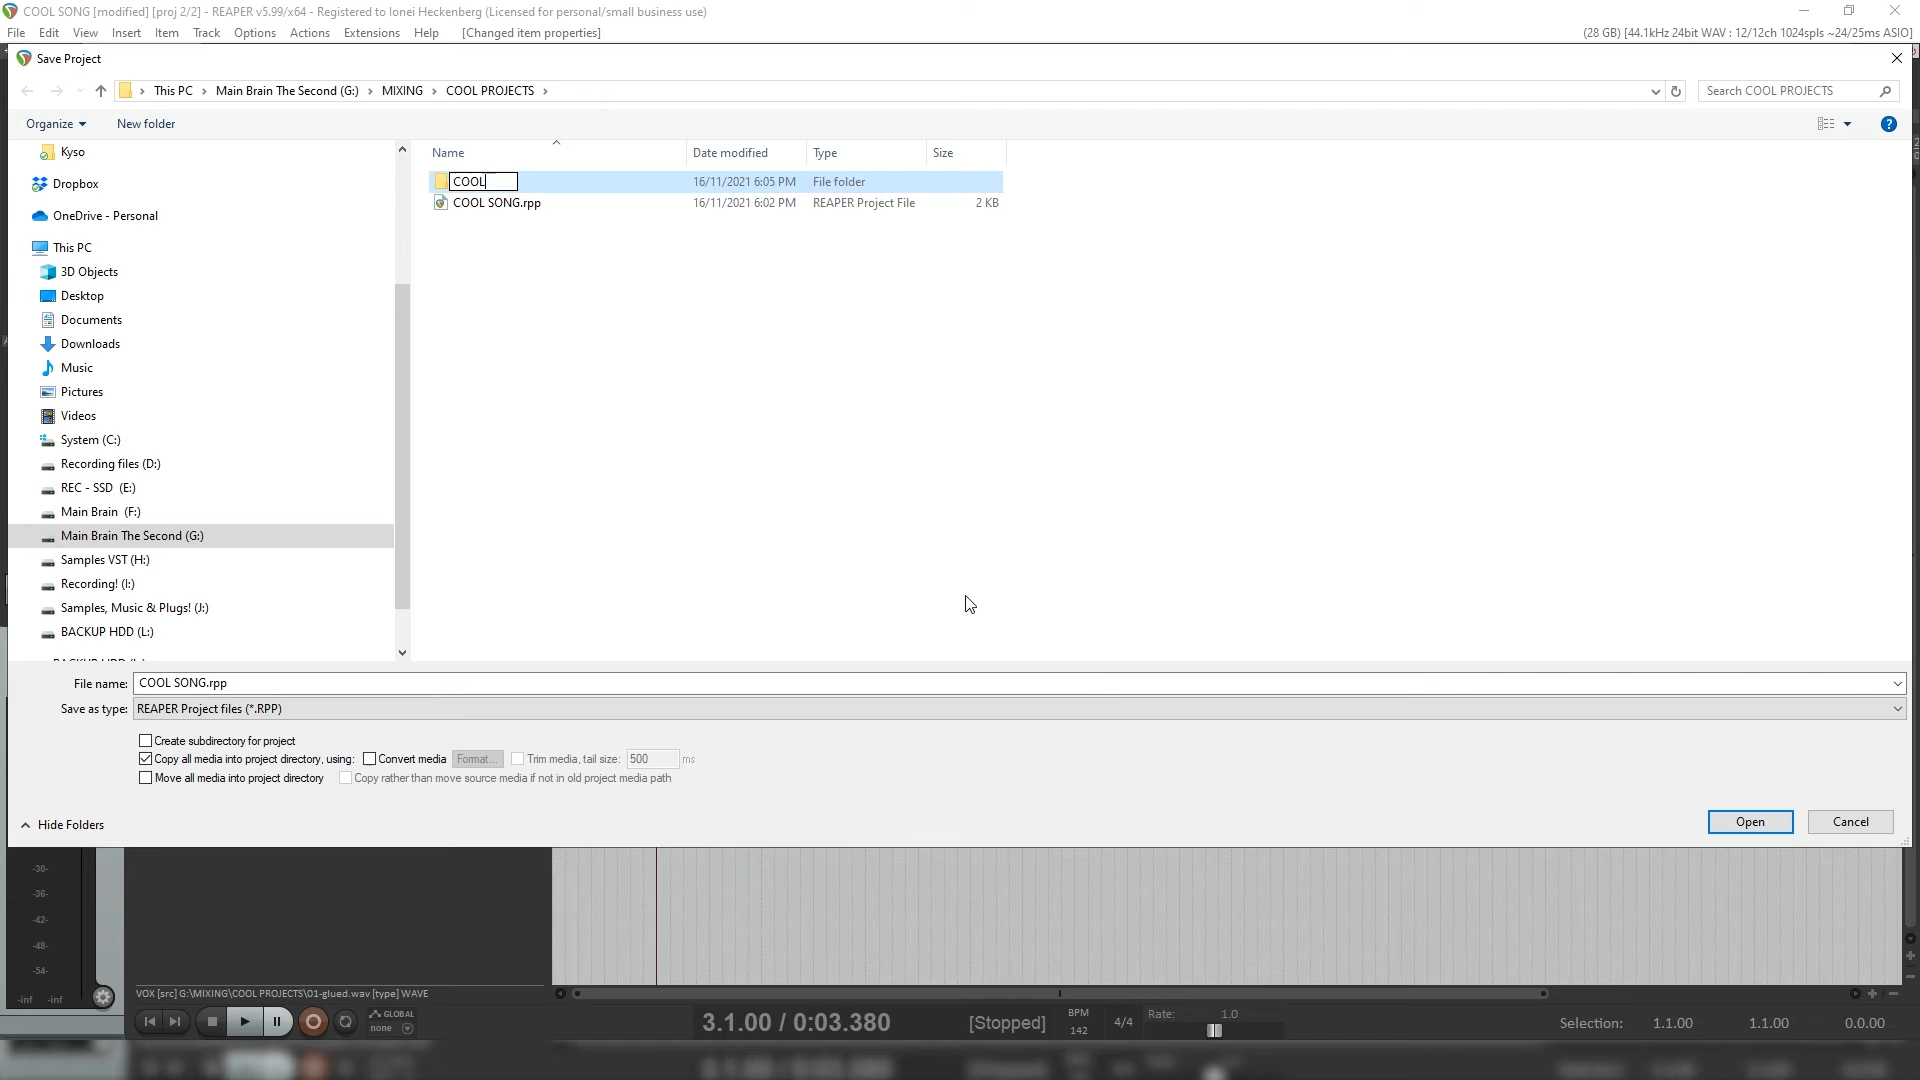 COOL SONG [modified] [proj 2/2] - REAPER v5.99/x64 - Registered to Ionei Heckenberg (Licensed for personal/small business use)
File Edit View Insert Item Track Options Actions Extensions Help [Changed item properties]
(28 GB) [44.1kHz 24bit WAV : 12/12ch 1024spls ~24/25ms ASIO]
Save Project
This PC > Main Brain The Second (G:) > MIXING > COOL PROJECTS >
Search COOL PROJECTS
Organize
New folder
Kyso
Dropbox
OneDrive - Personal
This PC
3D Objects
Desktop
Documents
Downloads
Music
Pictures
Videos
System (C:)
Recording files (D:)
REC - SSD (E:)
Main Brain (F:)
Main Brain The Second (G:)
Samples VST (H:)
Recording! (I:)
Samples, Music & Plugs! (J:)
BACKUP HDD (L:)
Name Date modified Type Size
COOL 16/11/2021 6:05 PM File folder
COOL SONG.rpp 16/11/2021 6:02 PM REAPER Project File 2 KB
File name: COOL SONG.rpp
Save as type: REAPER Project files (*.RPP)
Create subdirectory for project
Copy all media into project directory, using: Convert media Format... Trim media, tail size: 500 ms
Move all media into project directory Copy rather than move source media if not in old project media path
Hide Folders
Open
Cancel
-30-
-36-
-42-
-48-
-54-
-inf -inf
VOX [src] G:\MIXING\COOL PROJECTS\01-glued.wav [type] WAVE
GLOBAL
none
3.1.00 / 0:03.380
[Stopped]
BPM
142
4/4
Rate: 1.0
Selection: 1.1.00 1.1.00 0.0.00